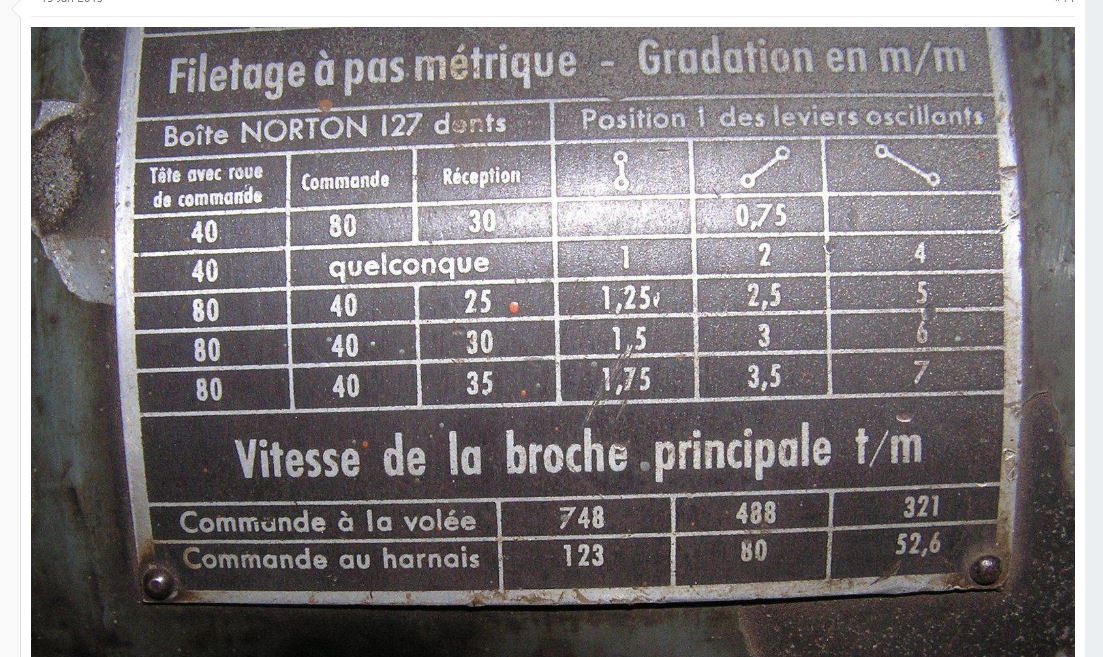 Filetage à pas métrique - Gradation en m/m
Boîte NORTON 127 dents Position 1 des leviers oscillants
Tête avec roue de commande Commande Réception
40 80 30 0,75
40 quelconque 1 2 4
80 40 25 1,25 2,5 5
80 40 30 1,5 3 6
80 40 35 1,75 3,5 7
Vitesse de la broche principale t/m
Commande à la volée 748 488 321
Commande au harnais 123 80 52,6